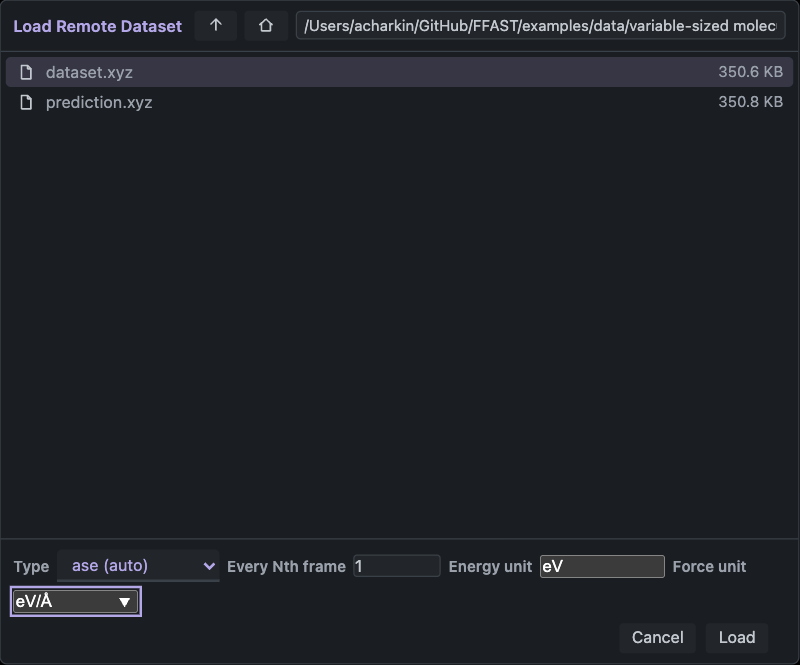 Load Remote Dataset ↑ /Users/acharkin/GitHub/FFAST/examples/data/variable-sized molec
dataset.xyz 350.6 KB
prediction.xyz 350.8 KB
Type ase (auto) Every Nth frame 1 Energy unit eV Force unit
eV/Å ▼
Cancel Load